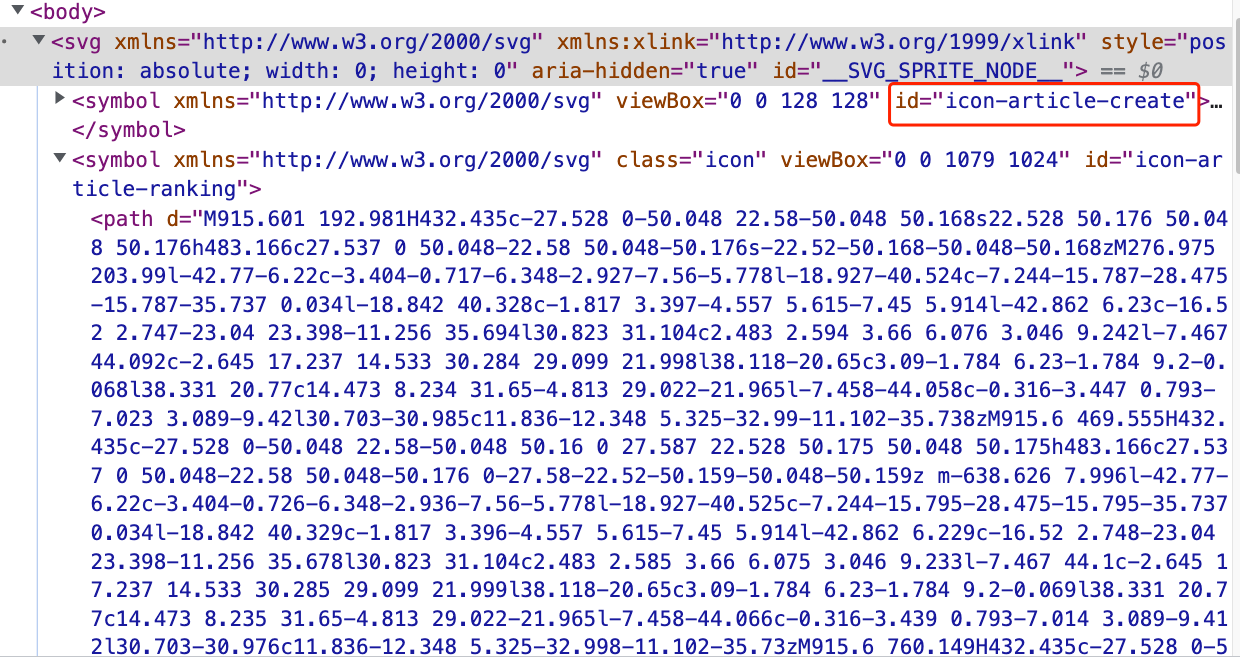 ▼<body>
▼<svg xmlns="http://www.w3.org/2000/svg" xmlns:xlink="http://www.w3.org/1999/xlink" style="pos
ition: absolute; width: 0; height: 0" aria-hidden="true" id="__SVG_SPRITE_NODE__"> == $0
▶<symbol xmlns="http://www.w3.org/2000/svg" viewBox="0 0 128 128" id="icon-article-create">…
</symbol>
▼<symbol xmlns="http://www.w3.org/2000/svg" class="icon" viewBox="0 0 1079 1024" id="icon-ar
ticle-ranking">
<path d="M915.601 192.981H432.435c-27.528 0-50.048 22.58-50.048 50.168s22.528 50.176 50.04
8 50.176h483.166c27.537 0 50.048-22.58 50.048-50.176s-22.52-50.168-50.048-50.168zM276.975
203.99l-42.77-6.22c-3.404-0.717-6.348-2.927-7.56-5.778l-18.927-40.524c-7.244-15.787-28.475
-15.787-35.737 0.034l-18.842 40.328c-1.817 3.397-4.557 5.615-7.45 5.914l-42.862 6.23c-16.5
2 2.747-23.04 23.398-11.256 35.694l30.823 31.104c2.483 2.594 3.66 6.076 3.046 9.242l-7.467
44.092c-2.645 17.237 14.533 30.284 29.099 21.998l38.118-20.65c3.09-1.784 6.23-1.784 9.2-0.
068l38.331 20.77c14.473 8.234 31.65-4.813 29.022-21.965l-7.458-44.058c-0.316-3.447 0.793-
7.023 3.089-9.42l30.703-30.985c11.836-12.348 5.325-32.99-11.102-35.738zM915.6 469.555H432.
435c-27.528 0-50.048 22.58-50.048 50.16 0 27.587 22.528 50.175 50.048 50.175h483.166c27.53
7 0 50.048-22.58 50.048-50.176 0-27.58-22.52-50.159-50.048-50.159z m-638.626 7.996l-42.77-
6.22c-3.404-0.726-6.348-2.936-7.56-5.778l-18.927-40.525c-7.244-15.795-28.475-15.795-35.737
0.034l-18.842 40.329c-1.817 3.396-4.557 5.615-7.45 5.914l-42.862 6.229c-16.52 2.748-23.04
23.398-11.256 35.678l30.823 31.104c2.483 2.585 3.66 6.075 3.046 9.233l-7.467 44.1c-2.645 1
7.237 14.533 30.285 29.099 21.999l38.118-20.65c3.09-1.784 6.23-1.784 9.2-0.069l38.331 20.7
7c14.473 8.235 31.65-4.813 29.022-21.965l-7.458-44.066c-0.316-3.439 0.793-7.014 3.089-9.41
2l30.703-30.976c11.836-12.348 5.325-32.998-11.102-35.73zM915.6 760.149H432.435c-27.528 0-5